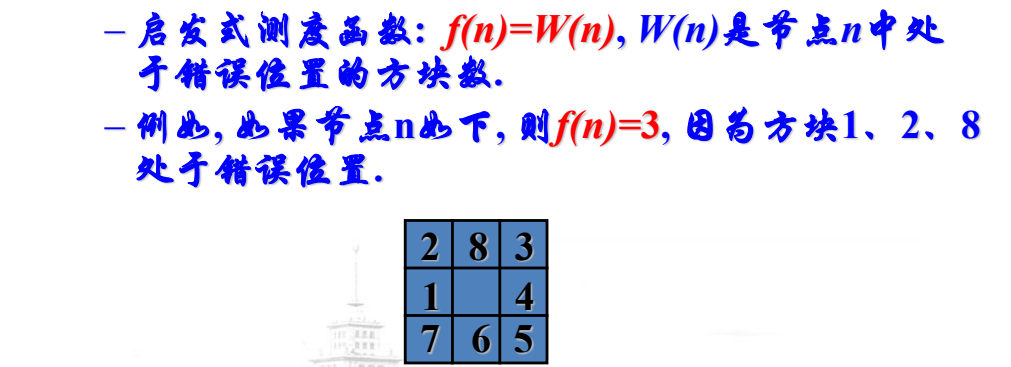 – 启发式测度函数: f(n)=W(n), W(n)是节点n中处
于错误位置的方块数.
– 例如, 如果节点n如下, 则f(n)=3, 因为方块1、2、8
处于错误位置.
2 8 3
1 4
7 6 5